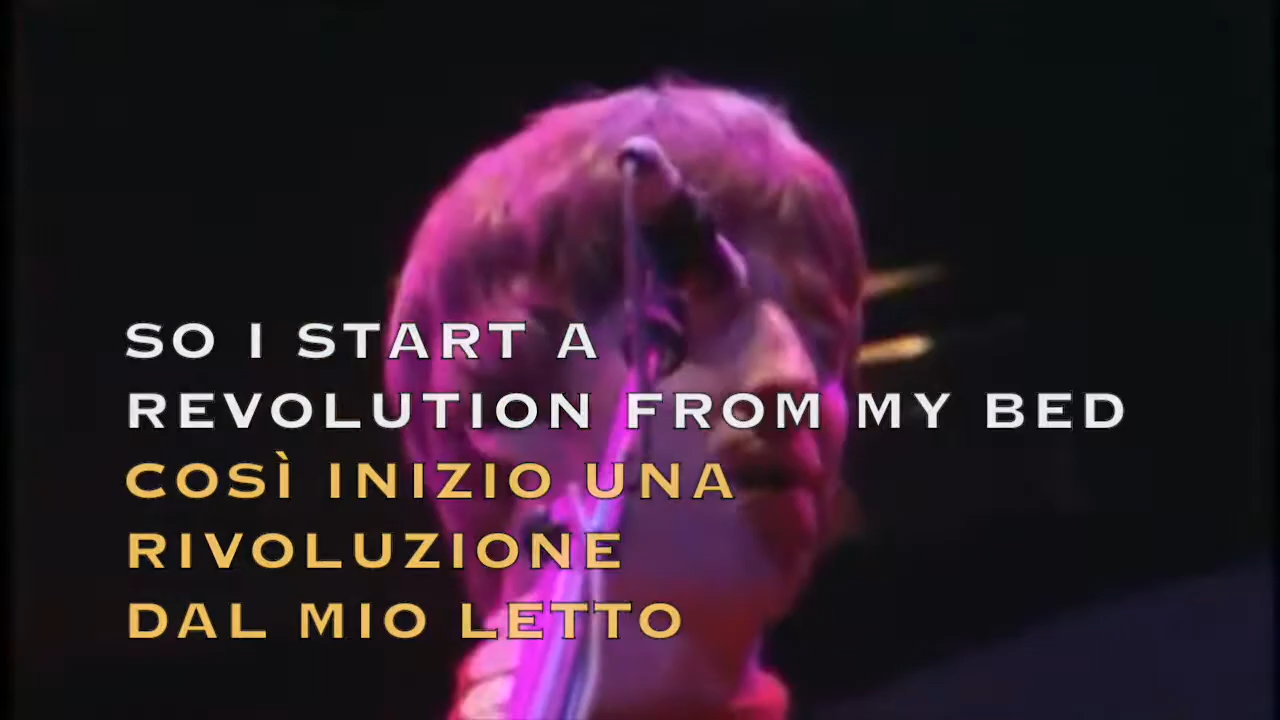 SO I START A
REVOLUTION FROM MY BED
COSÌ INIZIO UNA
RIVOLUZIONE
DAL MIO LETTO